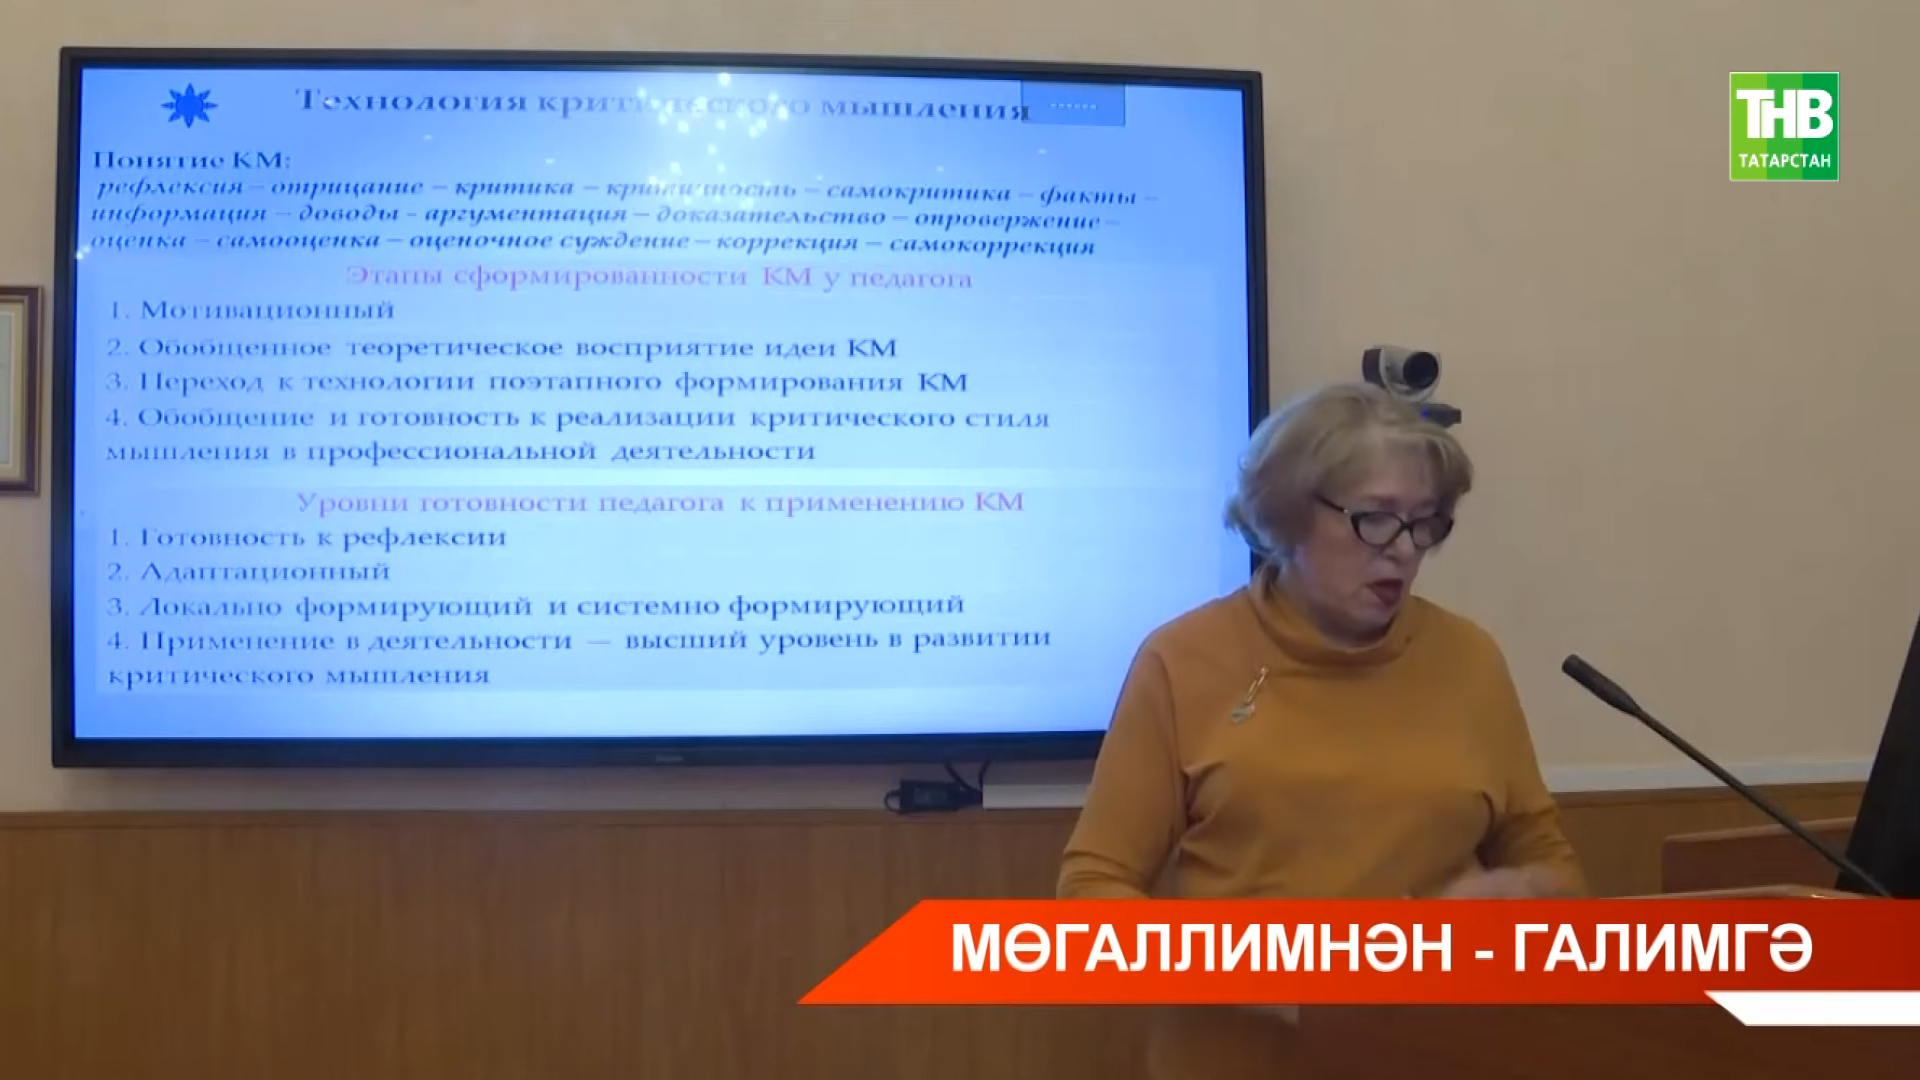 Технология критического мышления
------
ТНВ
ТАТАРСТАН
Понятие КМ:
рефлексия – отрицание – критика – критичность – самокритика – факты –
информация – доводы - аргументация – доказательство – опровержение –
оценка – самооценка – оценочное суждение – коррекция – самокоррекция
Этапы сформированности КМ у педагога
1. Мотивационный
2. Обобщенное теоретическое восприятие идеи КМ
3. Переход к технологии поэтапного формирования КМ
4. Обобщение и готовность к реализации критического стиля
мышления в профессиональной деятельности
Уровни готовности педагога к применению КМ
1. Готовность к рефлексии
2. Адаптационный
3. Локально формирующий и системно формирующий
4. Применение в деятельности — высший уровень в развитии
критического мышления
МӨГАЛЛИМНӘН - ГАЛИМГӘ